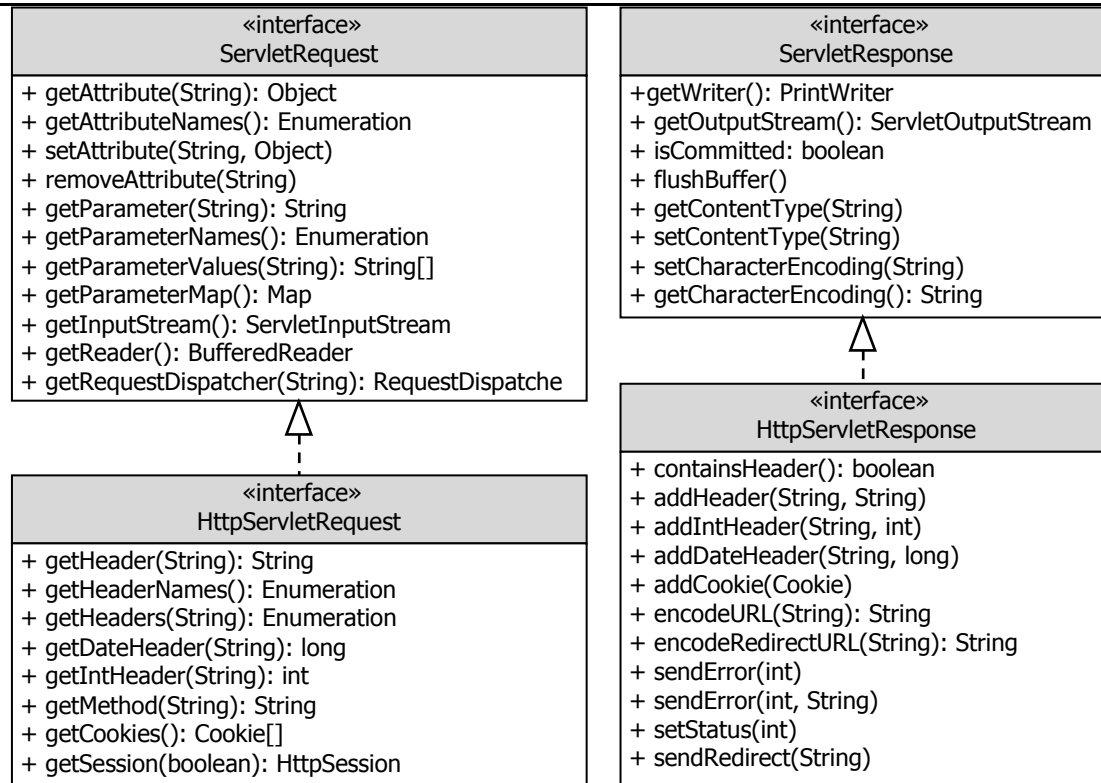 «interface»
ServletRequest
+ getAttribute(String): Object
+ getAttributeNames(): Enumeration
+ setAttribute(String, Object)
+ removeAttribute(String)
+ getParameter(String): String
+ getParameterNames(): Enumeration
+ getParameterValues(String): String[]
+ getParameterMap(): Map
+ getInputStream(): ServletInputStream
+ getReader(): BufferedReader
+ getRequestDispatcher(String): RequestDispatche
«interface»
HttpServletRequest
+ getHeader(String): String
+ getHeaderNames(): Enumeration
+ getHeaders(String): Enumeration
+ getDateHeader(String): long
+ getIntHeader(String): int
+ getMethod(String): String
+ getCookies(): Cookie[]
+ getSession(boolean): HttpSession
«interface»
ServletResponse
+getWriter(): PrintWriter
+ getOutputStream(): ServletOutputStream
+ isCommitted: boolean
+ flushBuffer()
+ getContentType(String)
+ setContentType(String)
+ setCharacterEncoding(String)
+ getCharacterEncoding(): String
«interface»
HttpServletResponse
+ containsHeader(): boolean
+ addHeader(String, String)
+ addIntHeader(String, int)
+ addDateHeader(String, long)
+ addCookie(Cookie)
+ encodeURL(String): String
+ encodeRedirectURL(String): String
+ sendError(int)
+ sendError(int, String)
+ setStatus(int)
+ sendRedirect(String)